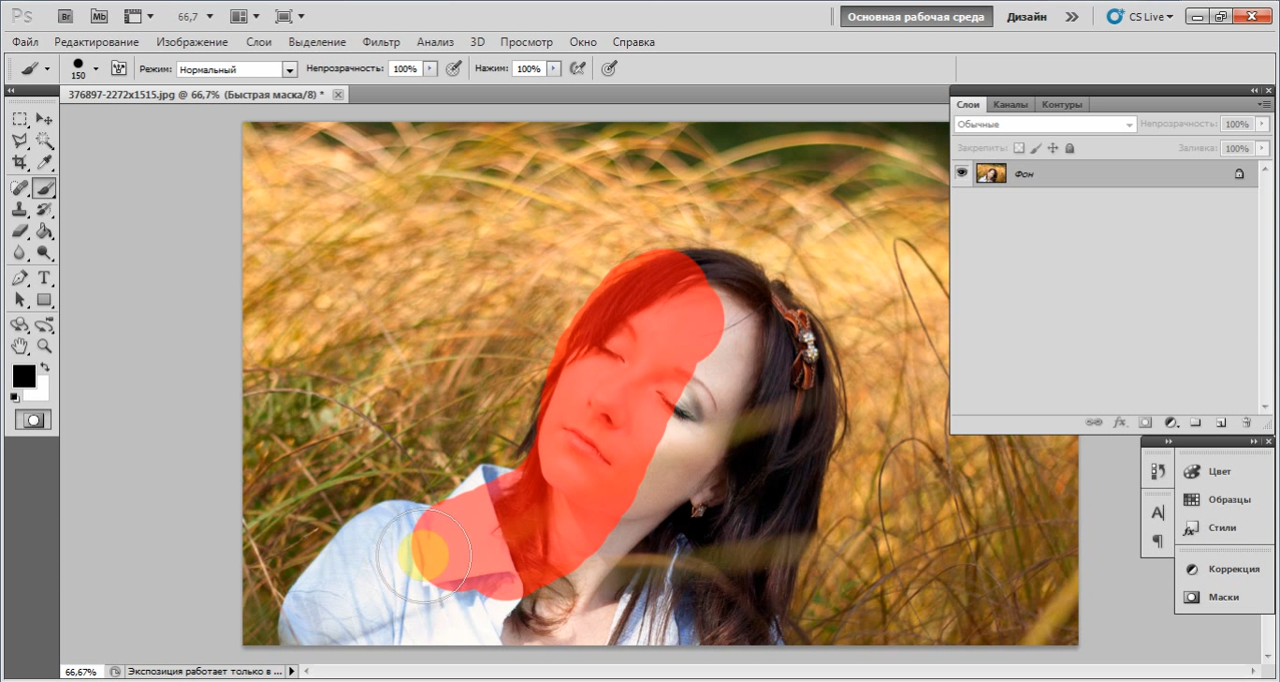 Ps Br Mb 66,7 Основная рабочая среда Дизайн CS Live
Файл Редактирование Изображение Слои Выделение Фильтр Анализ 3D Просмотр Окно Справка
150 Режим: Нормальный Непрозрачность: 100% Нажим: 100%
376897-2272x1515.jpg @ 66,7% (Быстрая маска/8) *
Слои Каналы Контуры
Обычные Непрозрачность: 100%
Закрепить: Заливка: 100%
Фон
Цвет
Образцы
Стили
Коррекция
Маски
66,67% Экспозиция работает только в ...